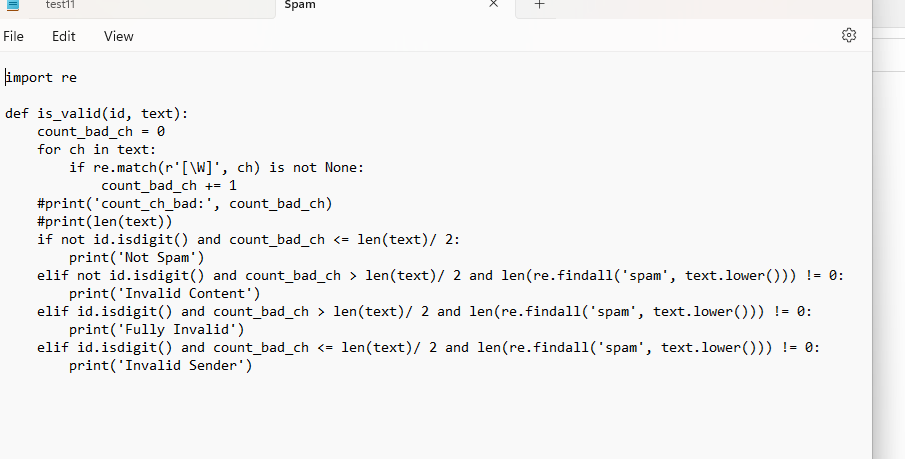 test11
Spam
File Edit View
import re
def is_valid(id, text):
    count_bad_ch = 0
    for ch in text:
        if re.match(r'[\W]', ch) is not None:
            count_bad_ch += 1
    #print('count_ch_bad:', count_bad_ch)
    #print(len(text))
    if not id.isdigit() and count_bad_ch <= len(text)/ 2:
        print('Not Spam')
    elif not id.isdigit() and count_bad_ch > len(text)/ 2 and len(re.findall('spam', text.lower())) != 0:
        print('Invalid Content')
    elif id.isdigit() and count_bad_ch > len(text)/ 2 and len(re.findall('spam', text.lower())) != 0:
        print('Fully Invalid')
    elif id.isdigit() and count_bad_ch <= len(text)/ 2 and len(re.findall('spam', text.lower())) != 0:
        print('Invalid Sender')